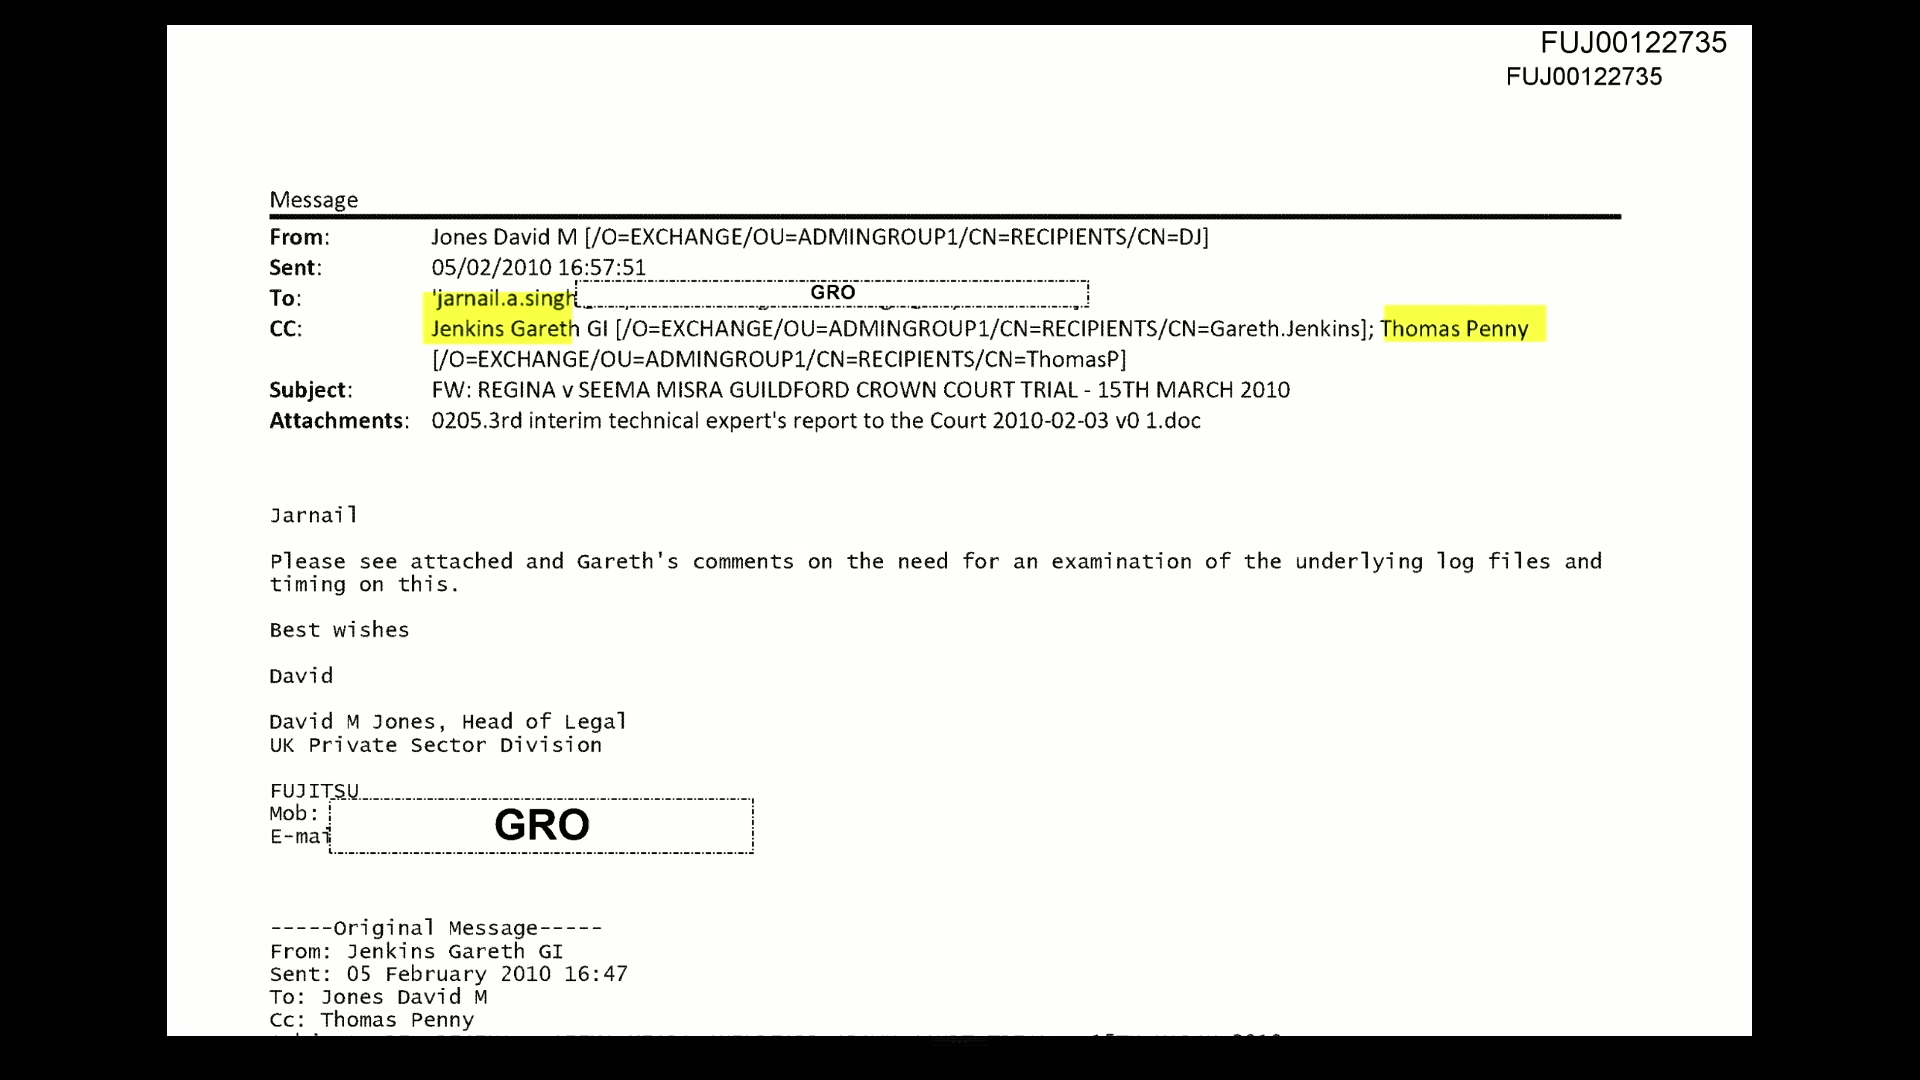 FUJ00122735
FUJ00122735
Message
From: Jones David M [/O=EXCHANGE/OU=ADMINGROUP1/CN=RECIPIENTS/CN=DJ]
Sent: 05/02/2010 16:57:51
To: 'jarnail.a.singh GRO
CC: Jenkins Gareth GI [/O=EXCHANGE/OU=ADMINGROUP1/CN=RECIPIENTS/CN=Gareth.Jenkins]; Thomas Penny
[/O=EXCHANGE/OU=ADMINGROUP1/CN=RECIPIENTS/CN=ThomasP]
Subject: FW: REGINA v SEEMA MISRA GUILDFORD CROWN COURT TRIAL - 15TH MARCH 2010
Attachments: 0205.3rd interim technical expert's report to the Court 2010-02-03 v0 1.doc
Jarnail
Please see attached and Gareth's comments on the need for an examination of the underlying log files and
timing on this.
Best wishes
David
David M Jones, Head of Legal
UK Private Sector Division
FUJITSU
Mob:
GRO
E-mai
-----Original Message-----
From: Jenkins Gareth GI
Sent: 05 February 2010 16:47
To: Jones David M
Cc: Thomas Penny